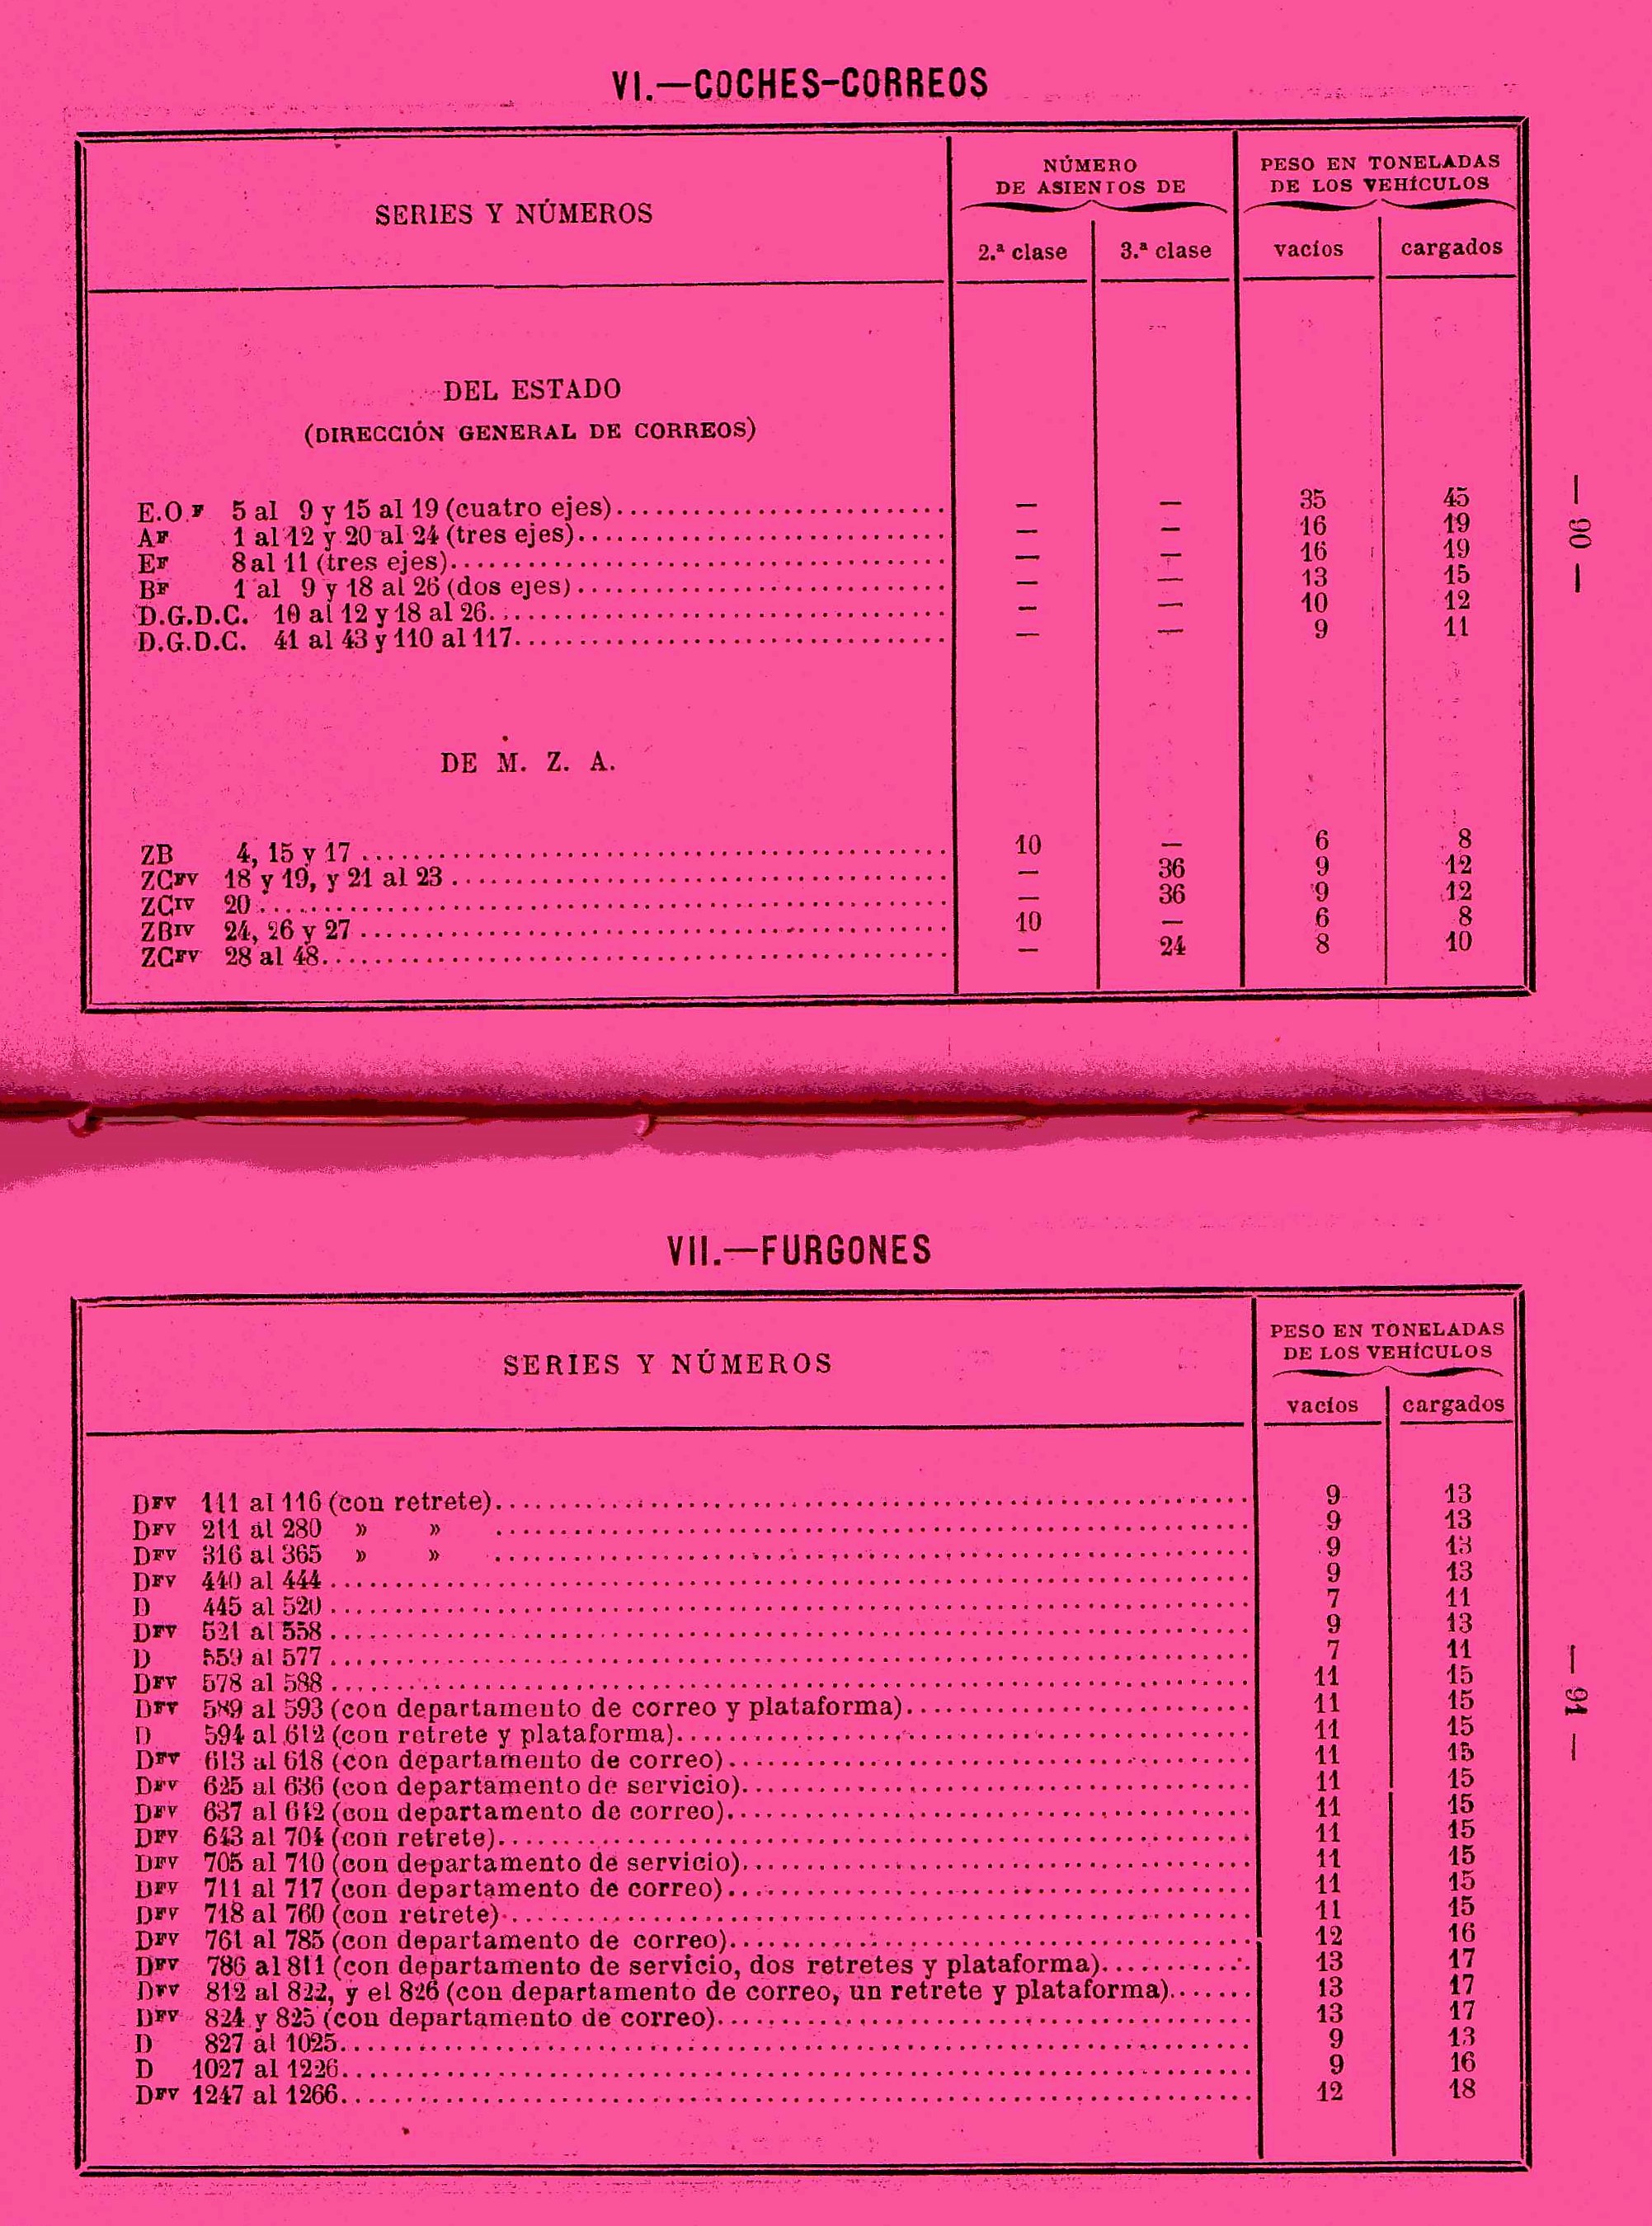 VI.—COCHES-CORREOS
SERIES Y NÚMEROS
NÚMERO
DE ASIENTOS DE
PESO EN TONELADAS
DE LOS VEHÍCULOS
2.ª clase 3.ª clase vacíos cargados
DEL ESTADO
(DIRECCIÓN GENERAL DE CORREOS)
E.O.F 5 al 9 y 15 al 19 (cuatro ejes) — — 35 45
AF 1 al 12 y 20 al 24 (tres ejes) — — 16 19
EF 8 al 11 (tres ejes) — — 16 19
BF 1 al 9 y 18 al 26 (dos ejes) — — 13 15
D.G.D.C. 10 al 12 y 18 al 26 — — 10 12
D.G.D.C. 41 al 43 y 110 al 117 — — 9 11
DE M. Z. A.
ZB 4, 15 y 17 10 — 6 8
ZCFV 18 y 19, y 21 al 23 — 36 9 12
ZCIV 20 — 36 9 12
ZBIV 24, 26 y 27 10 — 6 8
ZCFV 28 al 48 — 24 8 10
— 90 —
VII.—FURGONES
SERIES Y NÚMEROS
PESO EN TONELADAS
DE LOS VEHÍCULOS
vacíos cargados
DFV 111 al 116 (con retrete) 9 13
DFV 211 al 280 » » 9 13
DFV 316 al 365 » » 9 13
DFV 440 al 444 9 13
D 445 al 520 7 11
DFV 521 al 558 9 13
D 559 al 577 7 11
DFV 578 al 588 11 15
DFV 589 al 593 (con departamento de correo y plataforma) 11 15
D 594 al 612 (con retrete y plataforma) 11 15
DFV 613 al 618 (con departamento de correo) 11 15
DFV 625 al 636 (con departamento de servicio) 11 15
DFV 637 al 642 (con departamento de correo) 11 15
DFV 643 al 704 (con retrete) 11 15
DFV 705 al 710 (con departamento de servicio) 11 15
DFV 711 al 717 (con departamento de correo) 11 15
DFV 718 al 760 (con retrete) 11 15
DFV 761 al 785 (con departamento de correo) 12 16
DFV 786 al 811 (con departamento de servicio, dos retretes y plataforma) 13 17
DFV 812 al 822, y el 826 (con departamento de correo, un retrete y plataforma) 13 17
DFV 824 y 825 (con departamento de correo) 13 17
D 827 al 1025 9 13
D 1027 al 1226 9 16
DFV 1247 al 1266 12 18
— 91 —